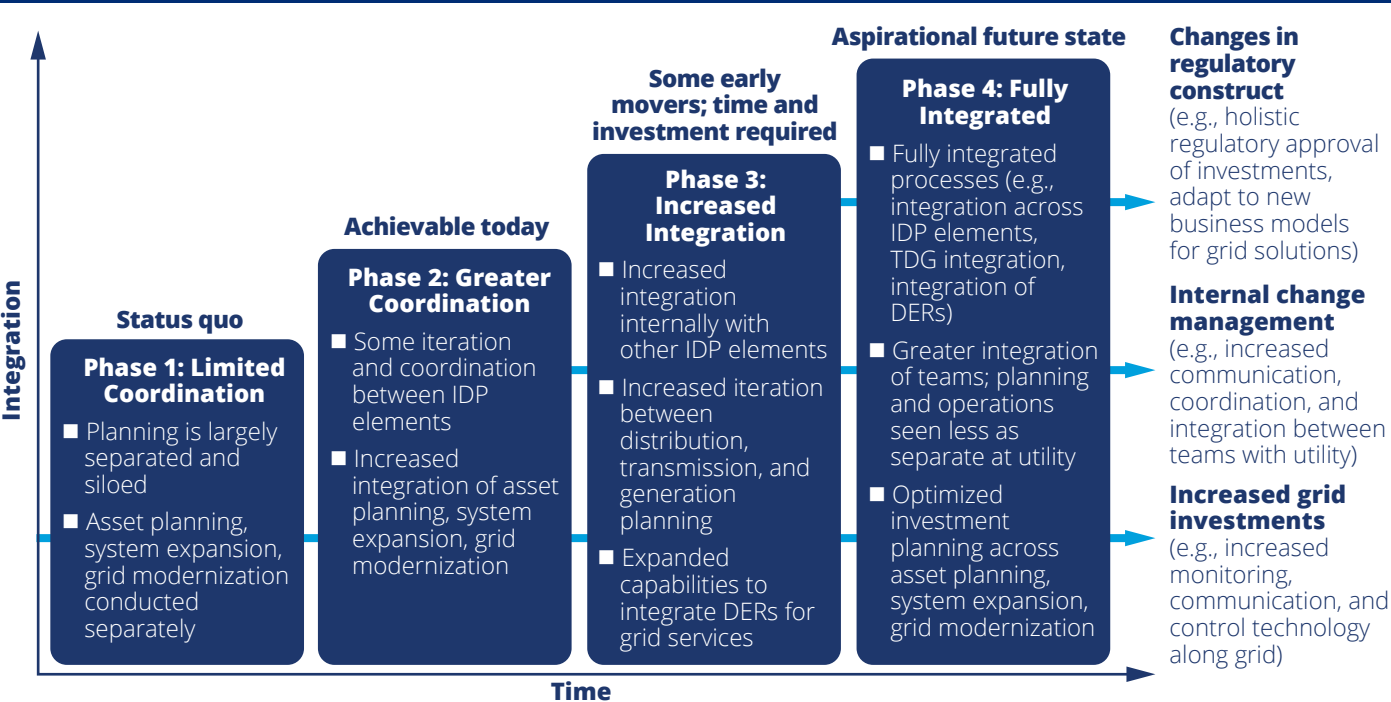 Integration
Status quo
Phase 1: Limited
Coordination
■ Planning is largely
separated and
siloed
■ Asset planning,
system expansion,
grid modernization
conducted
separately
Achievable today
Phase 2: Greater
Coordination
■ Some iteration
and coordination
between IDP
elements
■ Increased
integration of asset
planning, system
expansion, grid
modernization
Some early
movers; time and
investment required
Phase 3:
Increased
Integration
■ Increased
integration
internally with
other IDP elements
■ Increased iteration
between
distribution,
transmission, and
generation
planning
■ Expanded
capabilities to
integrate DERs for
grid services
Aspirational future state
Phase 4: Fully
Integrated
■ Fully integrated
processes (e.g.,
integration across
IDP elements,
TDG integration,
integration of
DERs)
■ Greater integration
of teams; planning
and operations
seen less as
separate at utility
■ Optimized
investment
planning across
asset planning,
system expansion,
grid modernization
Changes in
regulatory
construct
(e.g., holistic
regulatory approval
of investments,
adapt to new
business models
for grid solutions)
Internal change
management
(e.g., increased
communication,
coordination, and
integration between
teams with utility)
Increased grid
investments
(e.g., increased
monitoring,
communication, and
control technology
along grid)
Time